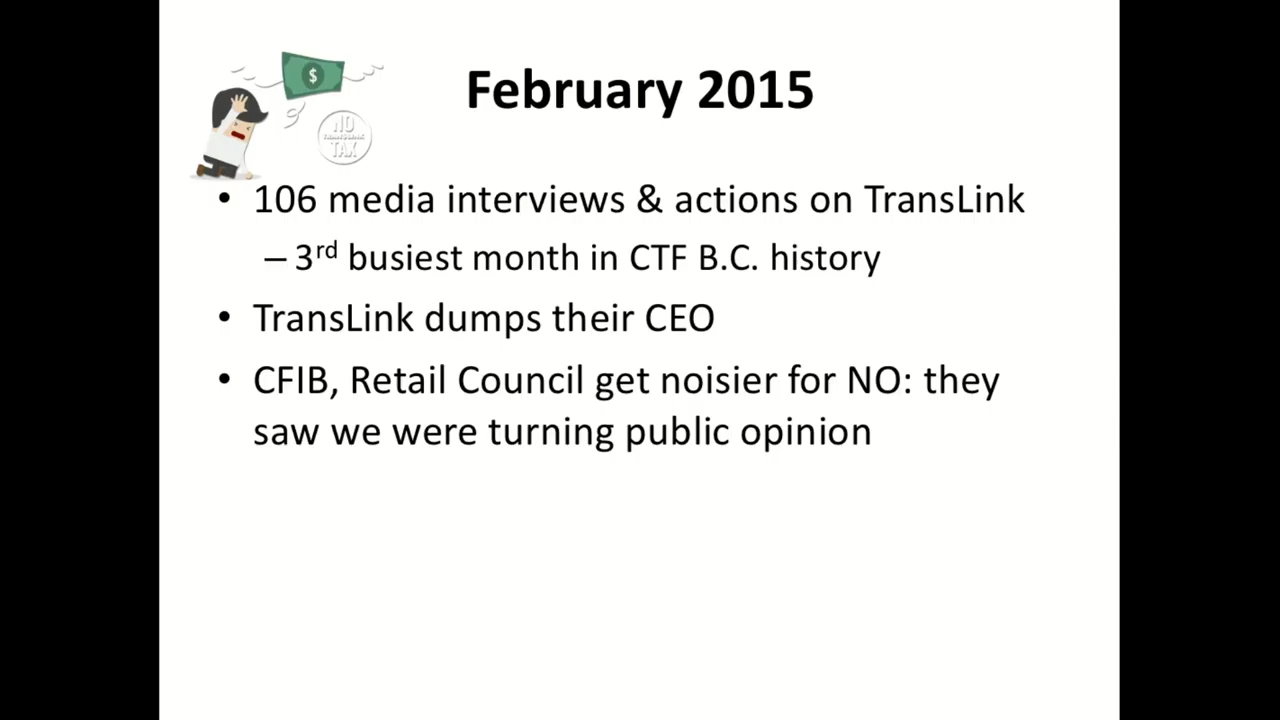 February 2015
$
NO
TRANSLINK
TAX
• 106 media interviews & actions on TransLink
– 3rd busiest month in CTF B.C. history
• TransLink dumps their CEO
• CFIB, Retail Council get noisier for NO: they
saw we were turning public opinion